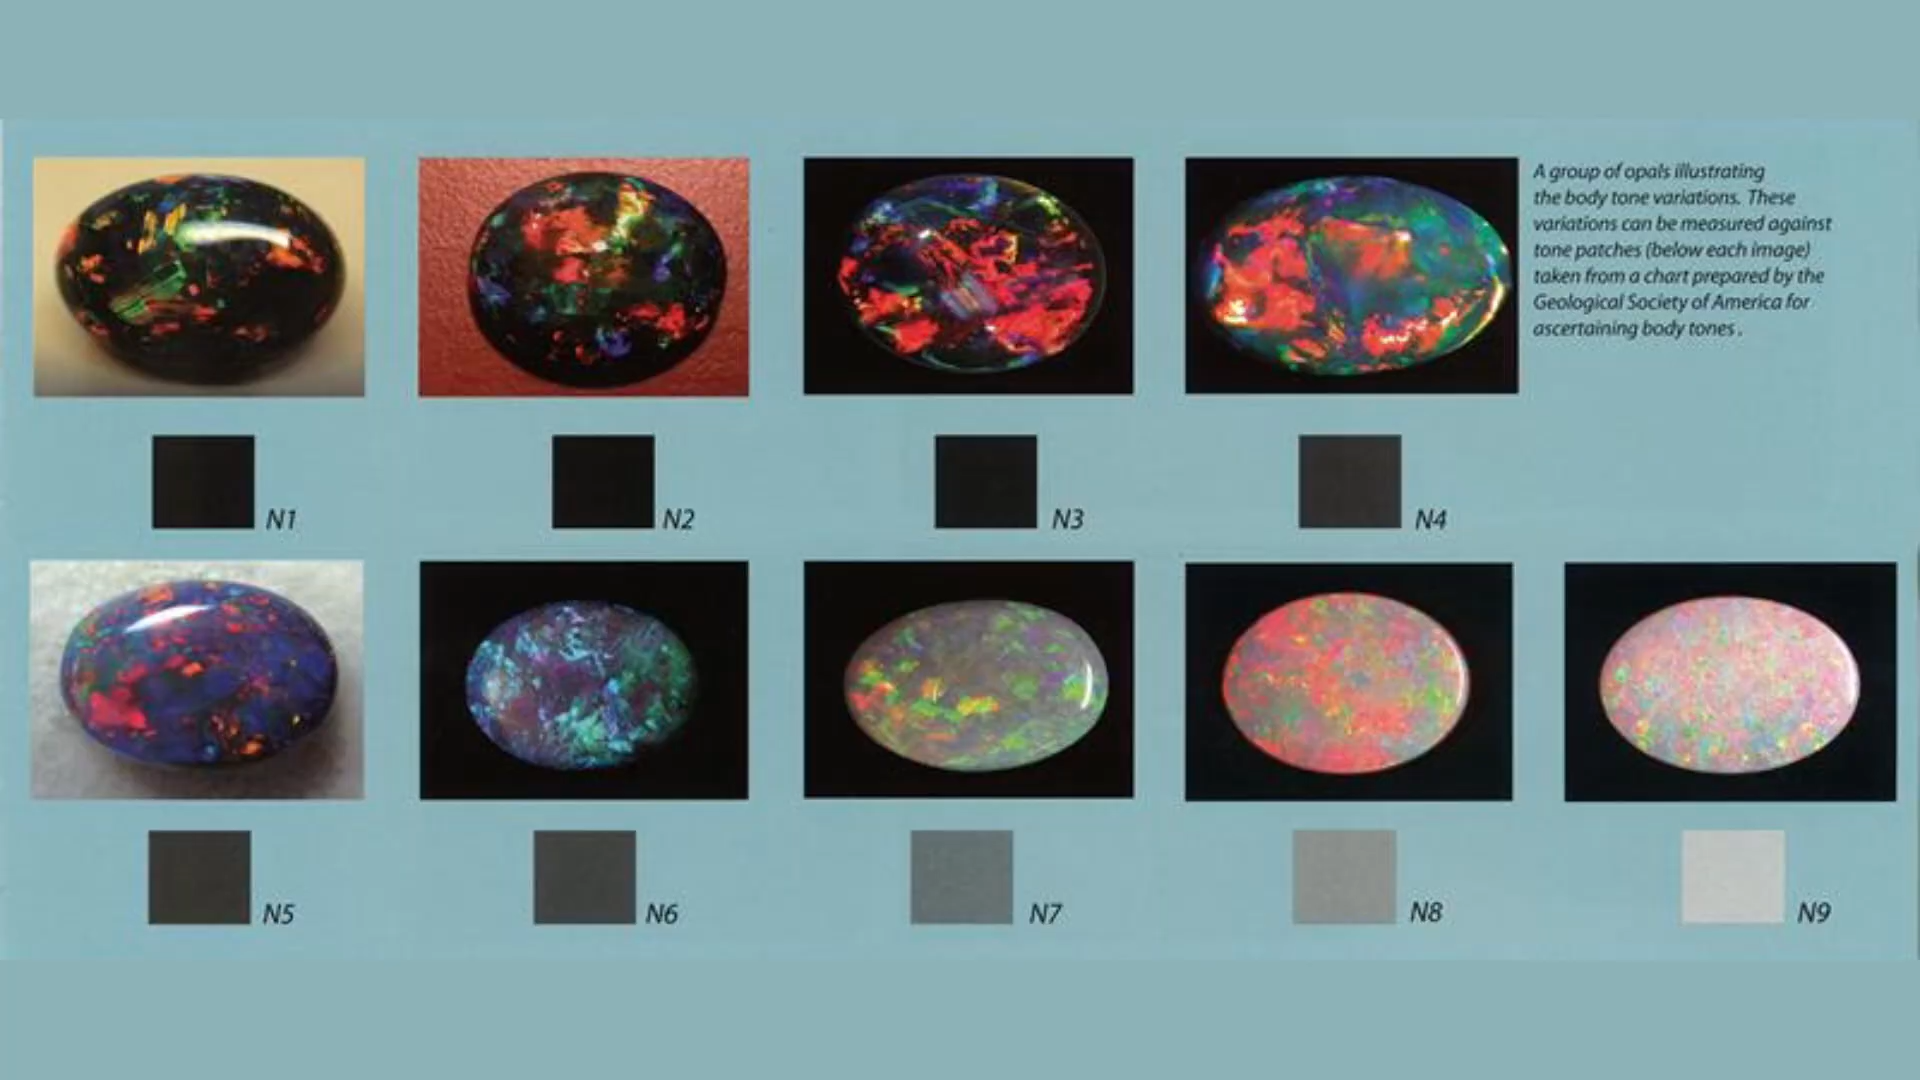 A group of opals illustrating
the body tone variations. These
variations can be measured against
tone patches (below each image)
taken from a chart prepared by the
Geological Society of America for
ascertaining body tones.
N1
N2
N3
N4
N5
N6
N7
N8
N9